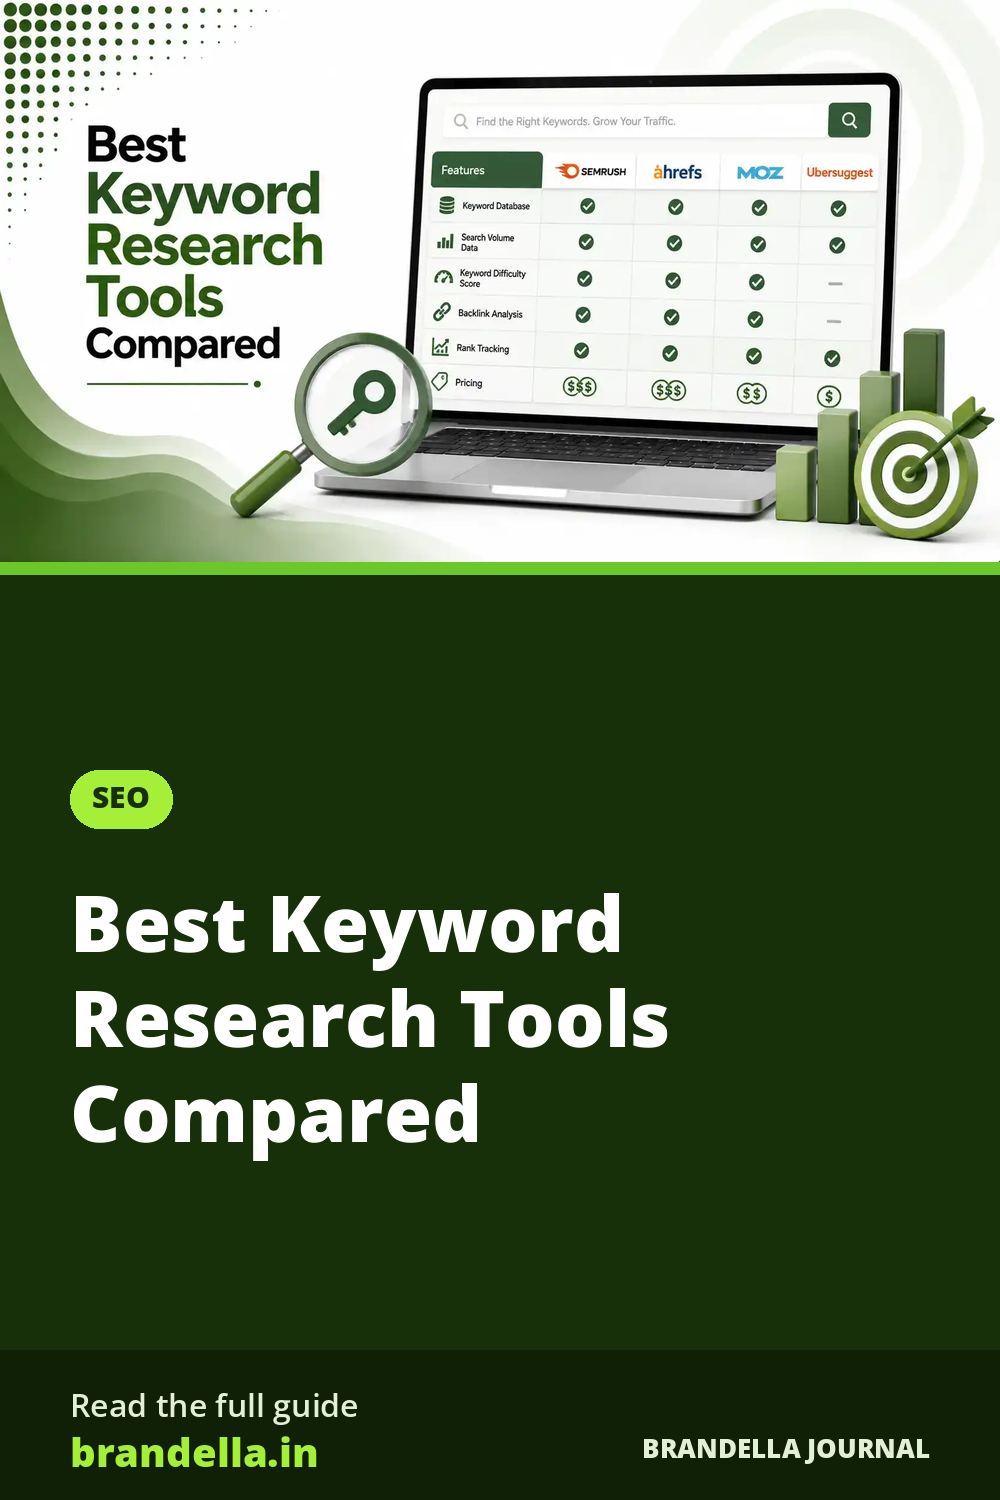 Best
Keyword
Research
Tools
Compared
Find the Right Keywords. Grow Your Traffic.
Features SEMRUSH ahrefs MOZ Ubersuggest
Keyword Database
Search Volume
Data
Keyword Difficulty
Score
Backlink Analysis
Rank Tracking
Pricing $$$ $$$ $$ $
SEO
Best Keyword
Research Tools
Compared
Read the full guide
brandella.in
BRANDELLA JOURNAL